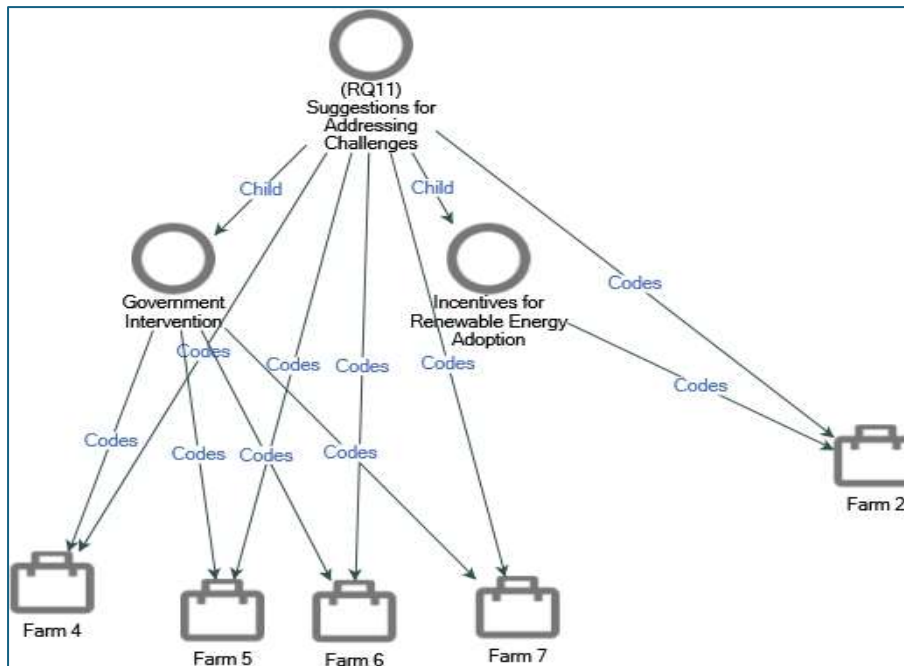 (RQ11)
Suggestions for
Addressing
Challenges
Child
Child
Government
Intervention
Incentives for
Renewable Energy
Adoption
Codes
Codes
Codes
Codes
Codes
Codes
Codes
Codes
Codes
Codes
Farm 2
Farm 4
Farm 5
Farm 6
Farm 7